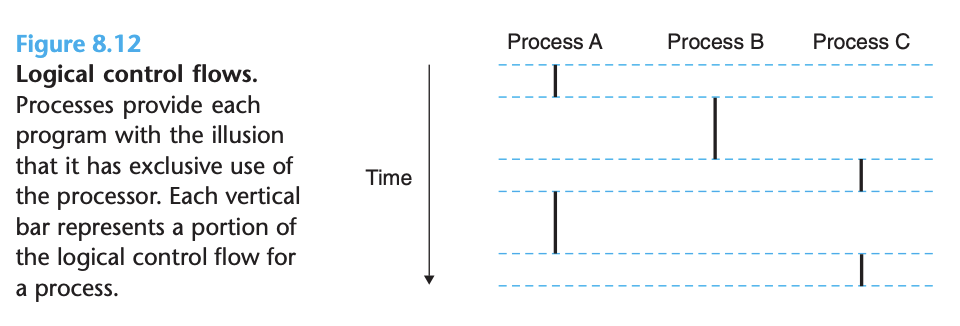 Figure 8.12
Logical control flows.
Processes provide each
program with the illusion
that it has exclusive use of
the processor. Each vertical
bar represents a portion of
the logical control flow for
a process.
Time
Process A Process B Process C